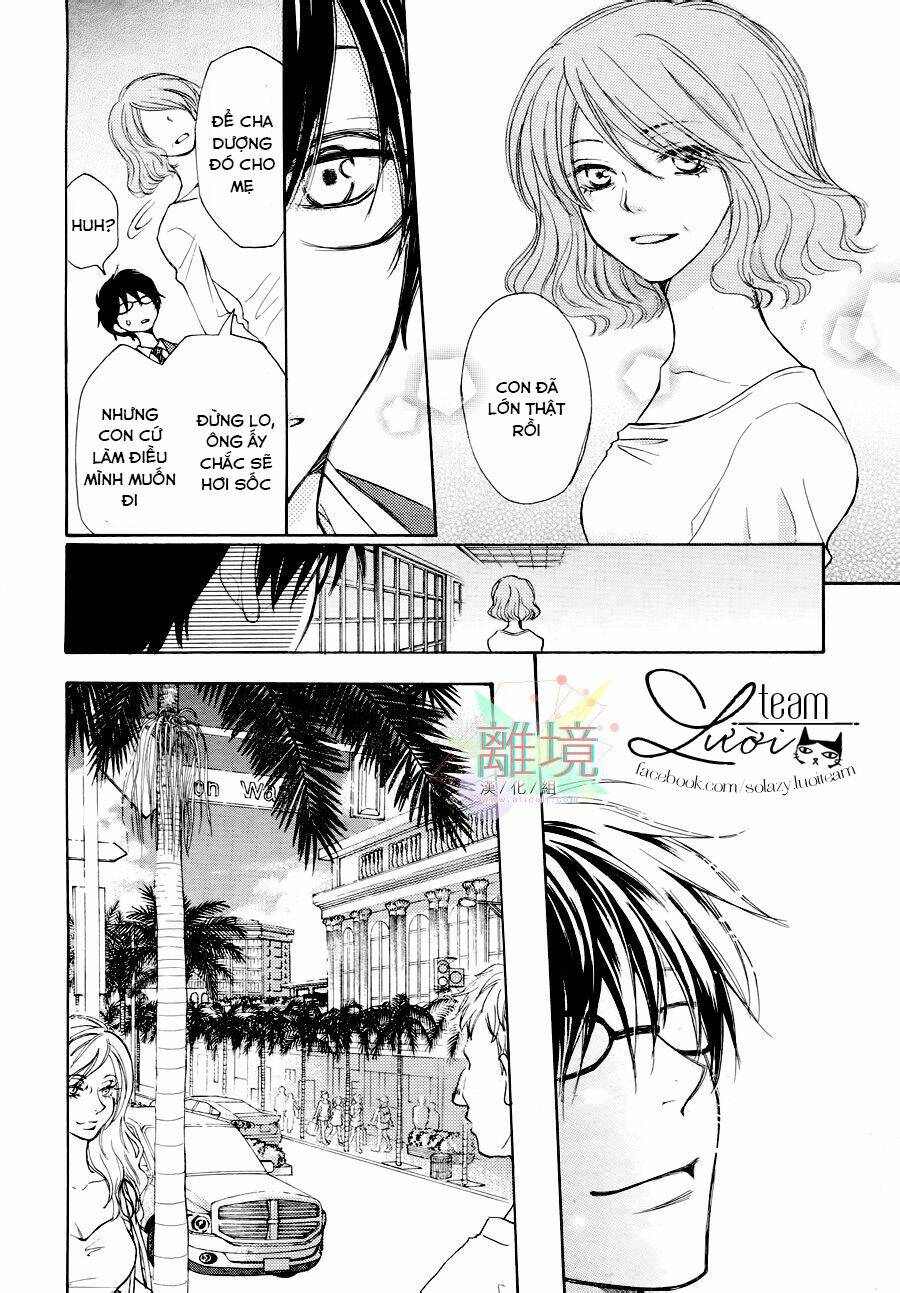 CON ĐÃ
LỚN THẬT
RỒI
ĐỂ CHA
DƯỢNG
ĐÓ CHO
MẸ
HUH?
ĐỪNG LO,
ÔNG ẤY
CHẮC SẼ
HƠI SỐC
NHƯNG
CON CỨ
LÀM ĐIỀU
MÌNH MUỐN
ĐI
team
Lười
facebook.com/solazy.luoiteam
離境
漢/化/組
on Wa